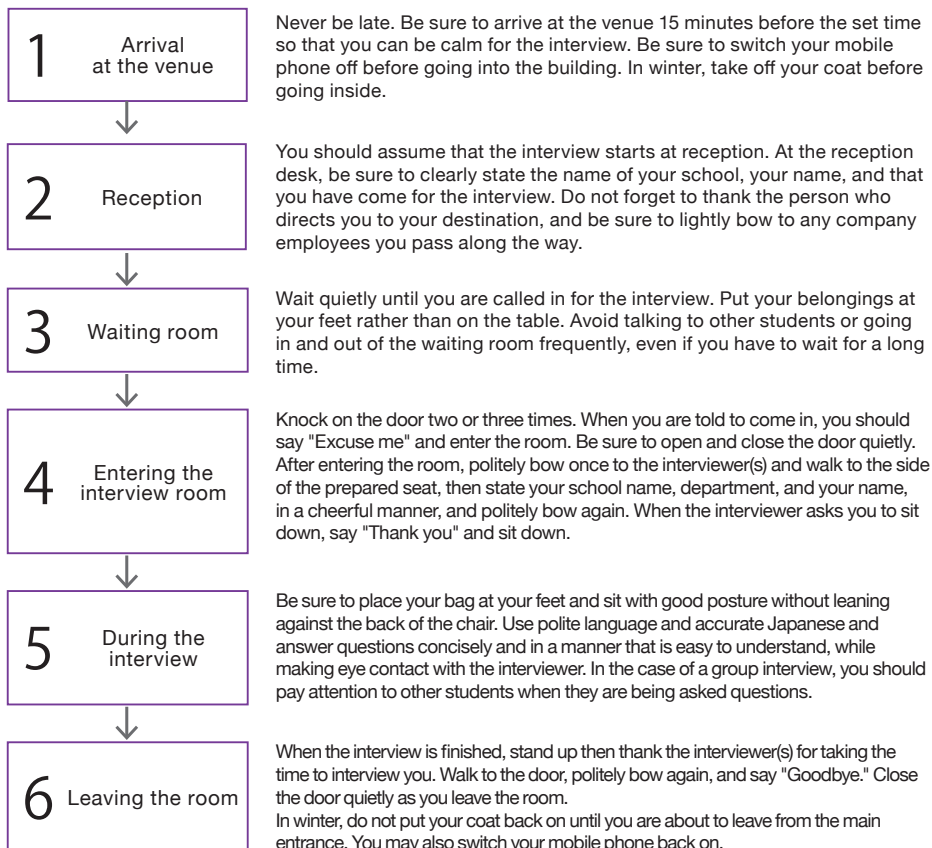 1
Arrival
at the venue
Never be late. Be sure to arrive at the venue 15 minutes before the set time
so that you can be calm for the interview. Be sure to switch your mobile
phone off before going into the building. In winter, take off your coat before
going inside.
2
Reception
You should assume that the interview starts at reception. At the reception
desk, be sure to clearly state the name of your school, your name, and that
you have come for the interview. Do not forget to thank the person who
directs you to your destination, and be sure to lightly bow to any company
employees you pass along the way.
3
Waiting room
Wait quietly until you are called in for the interview. Put your belongings at
your feet rather than on the table. Avoid talking to other students or going
in and out of the waiting room frequently, even if you have to wait for a long
time.
4
Entering the
interview room
Knock on the door two or three times. When you are told to come in, you should
say "Excuse me" and enter the room. Be sure to open and close the door quietly.
After entering the room, politely bow once to the interviewer(s) and walk to the side
of the prepared seat, then state your school name, department, and your name,
in a cheerful manner, and politely bow again. When the interviewer asks you to sit
down, say "Thank you" and sit down.
5
During the
interview
Be sure to place your bag at your feet and sit with good posture without leaning
against the back of the chair. Use polite language and accurate Japanese and
answer questions concisely and in a manner that is easy to understand, while
making eye contact with the interviewer. In the case of a group interview, you should
pay attention to other students when they are being asked questions.
6
Leaving the room
When the interview is finished, stand up then thank the interviewer(s) for taking the
time to interview you. Walk to the door, politely bow again, and say "Goodbye." Close
the door quietly as you leave the room.
In winter, do not put your coat back on until you are about to leave from the main
entrance. You may also switch your mobile phone back on.